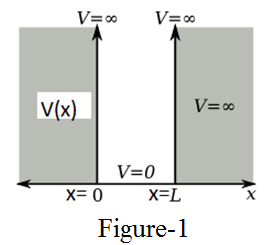 V=∞ V=∞
V(x) V=∞
V=0
x= 0 x=L x
Figure-1